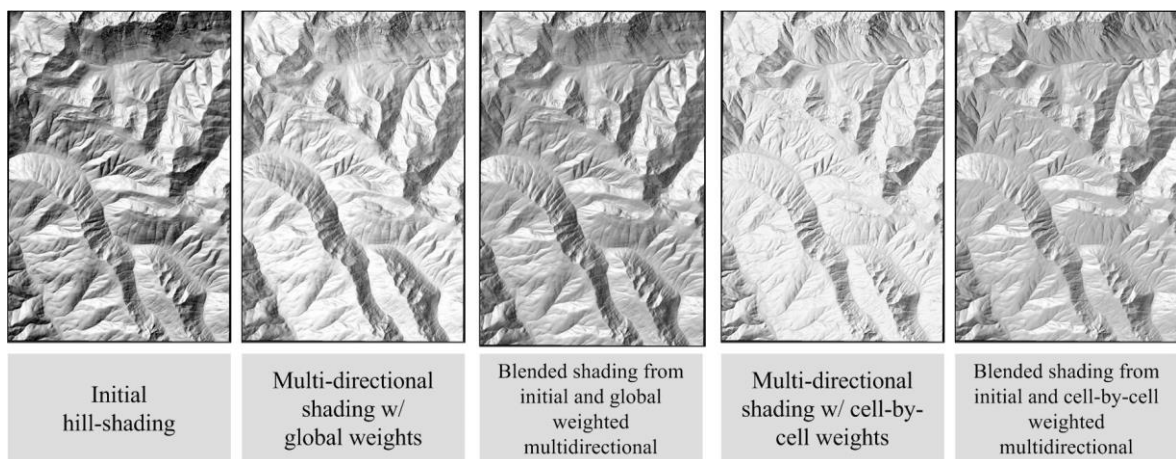 Initial
hill-shading
Multi-directional
shading w/
global weights
Blended shading from
initial and global
weighted
multidirectional
Multi-directional
shading w/ cell-by-
cell weights
Blended shading from
initial and cell-by-cell
weighted
multidirectional